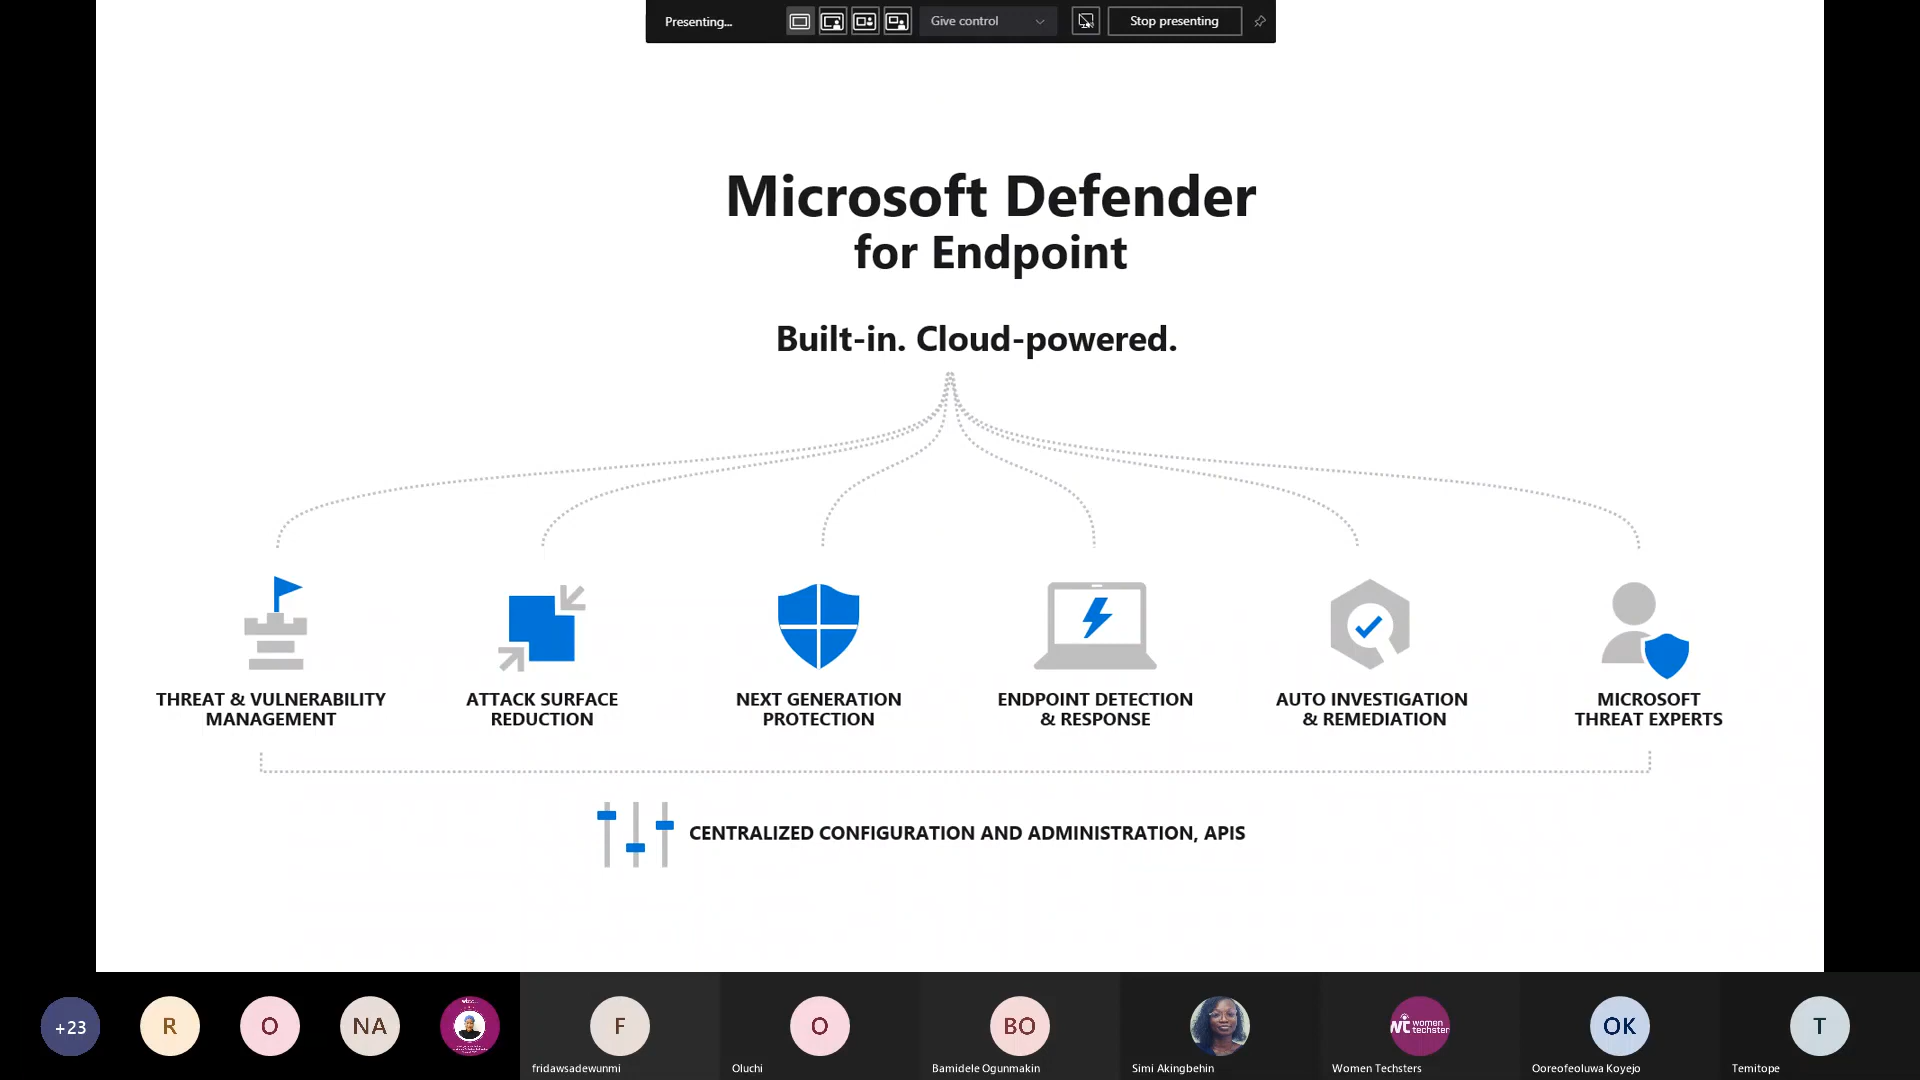 Presenting...
Give control
Stop presenting
Microsoft Defender
for Endpoint
Built-in. Cloud-powered.
THREAT & VULNERABILITY
MANAGEMENT
ATTACK SURFACE
REDUCTION
NEXT GENERATION
PROTECTION
ENDPOINT DETECTION
& RESPONSE
AUTO INVESTIGATION
& REMEDIATION
MICROSOFT
THREAT EXPERTS
CENTRALIZED CONFIGURATION AND ADMINISTRATION, APIS
+23
R
O
NA
F
fridawsadewunmi
O
Oluchi
BO
Bamidele Ogunmakin
Simi Akingbehin
women
techster
Women Techsters
OK
Ooreofeoluwa Koyejo
T
Temitope